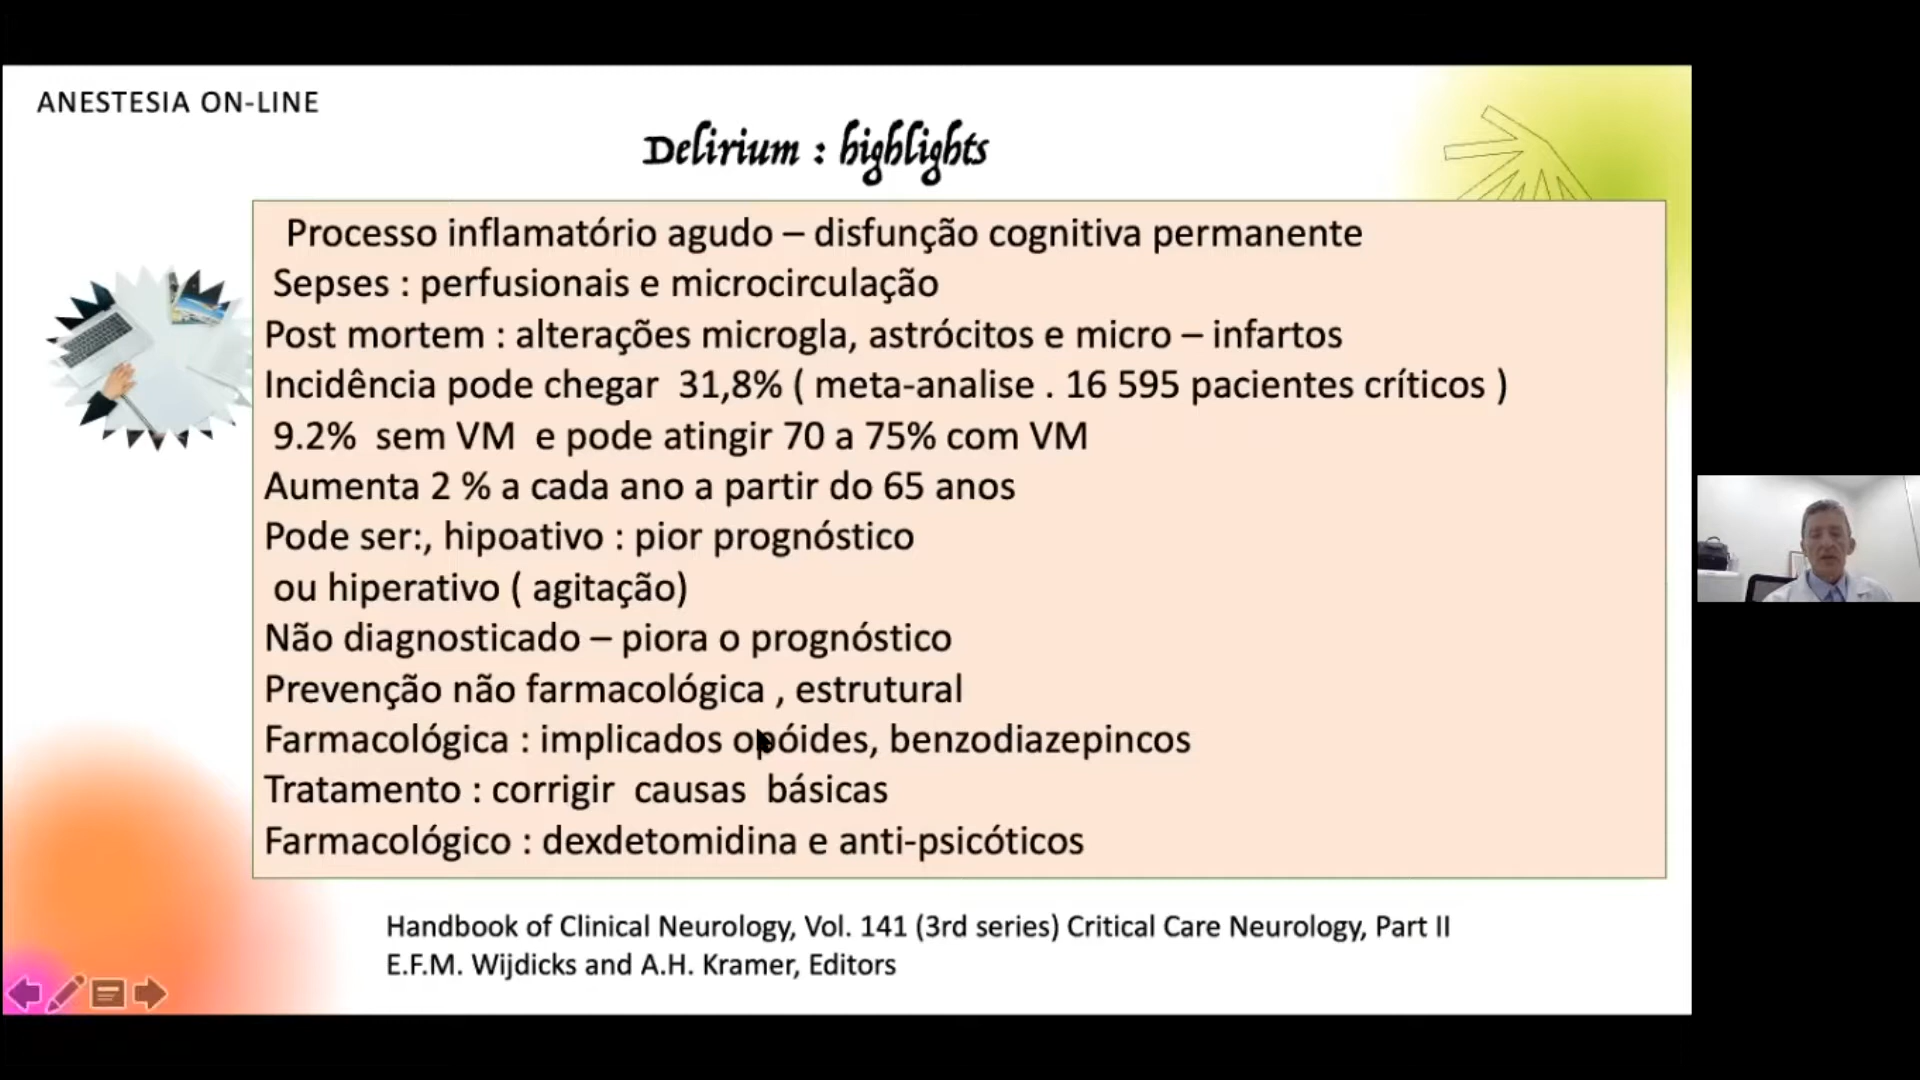 ANESTESIA ON-LINE
Delirium : highlights
Processo inflamatório agudo – disfunção cognitiva permanente
Sepses : perfusionais e microcirculação
Post mortem : alterações microgla, astrócitos e micro – infartos
Incidência pode chegar 31,8% ( meta-analise . 16 595 pacientes críticos )
9.2% sem VM e pode atingir 70 a 75% com VM
Aumenta 2 % a cada ano a partir do 65 anos
Pode ser:, hipoativo : pior prognóstico
ou hiperativo ( agitação)
Não diagnosticado – piora o prognóstico
Prevenção não farmacológica , estrutural
Farmacológica : implicados opóides, benzodiazepincos
Tratamento : corrigir causas básicas
Farmacológico : dexdetomidina e anti-psicóticos
Handbook of Clinical Neurology, Vol. 141 (3rd series) Critical Care Neurology, Part II
E.F.M. Wijdicks and A.H. Kramer, Editors